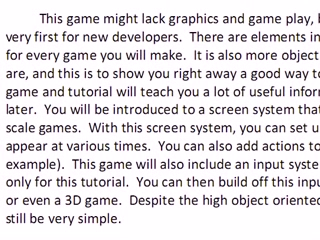 This game might lack graphics and game play,
very first for new developers. There are elements in
for every game you will make. It is also more object
are, and this is to show you right away a good way to
game and tutorial will teach you a lot of useful
later. You will be introduced to a screen system that
scale games. With this screen system, you can set u
appear at various times. You can also add actions to
example). This game will also include an input
only for this tutorial. You can then build off this
or even a 3D game. Despite the high object oriented
still be very simple.